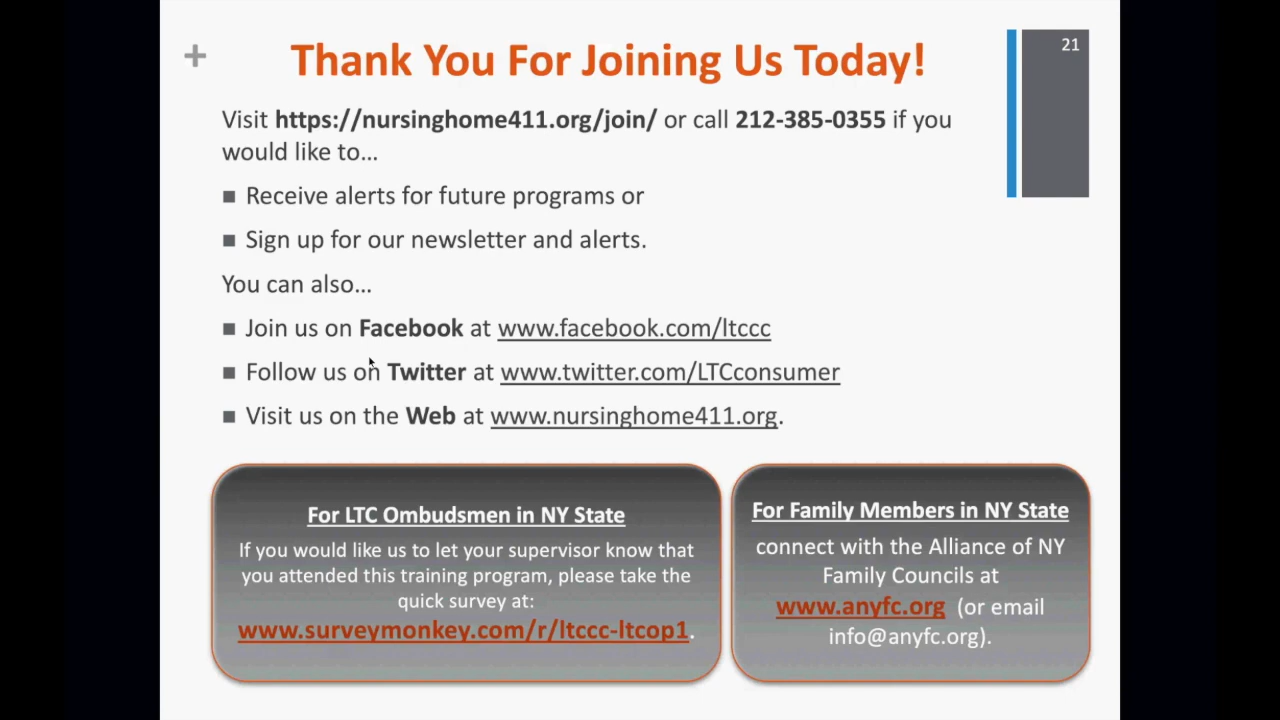 + Thank You For Joining Us Today!
21
Visit https://nursinghome411.org/join/ or call 212-385-0355 if you
would like to…
■ Receive alerts for future programs or
■ Sign up for our newsletter and alerts.
You can also…
■ Join us on Facebook at www.facebook.com/ltccc
■ Follow us on Twitter at www.twitter.com/LTCconsumer
■ Visit us on the Web at www.nursinghome411.org.
For LTC Ombudsmen in NY State
If you would like us to let your supervisor know that
you attended this training program, please take the
quick survey at:
www.surveymonkey.com/r/ltccc-ltcop1.
For Family Members in NY State
connect with the Alliance of NY
Family Councils at
www.anyfc.org (or email
info@anyfc.org).